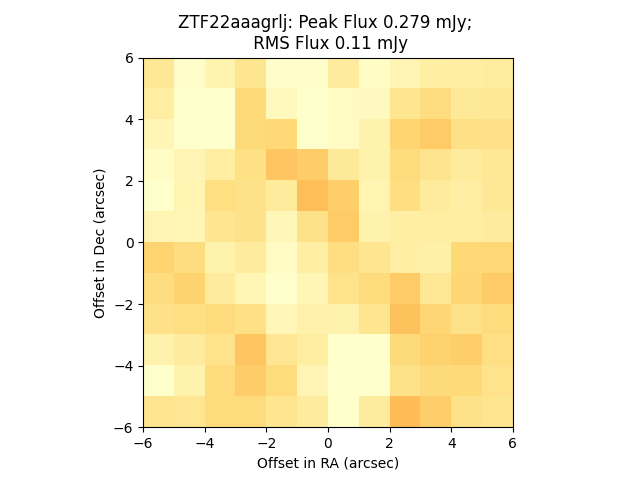 ZTF22aaagrlj: Peak Flux 0.279 mJy;
RMS Flux 0.11 mJy
6
4
2
0
−2
−4
−6
Offset in Dec (arcsec)
−6 −4 −2 0 2 4 6
Offset in RA (arcsec)